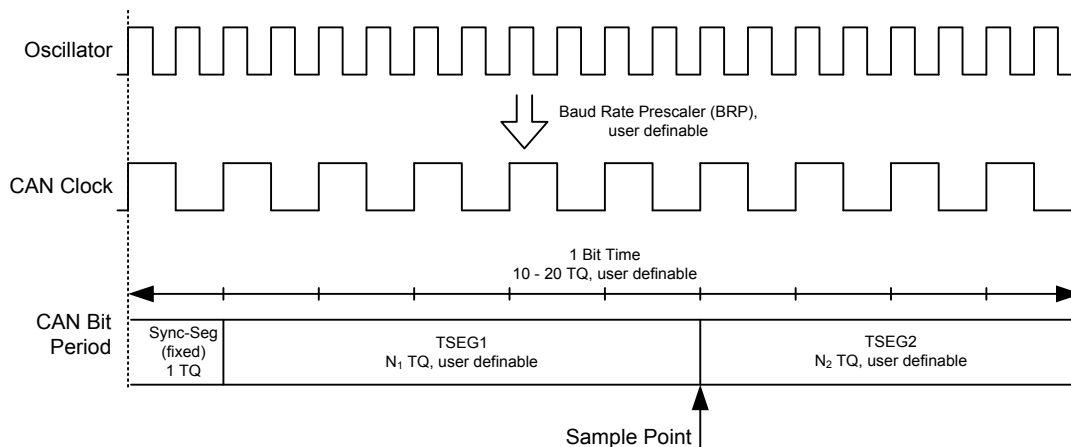 Oscillator
Baud Rate Prescaler (BRP),
user definable
CAN Clock
1 Bit Time
10 - 20 TQ, user definable
CAN Bit
Period
Sync-Seg
(fixed)
1 TQ
TSEG1
N₁ TQ, user definable
TSEG2
N₂ TQ, user definable
Sample Point